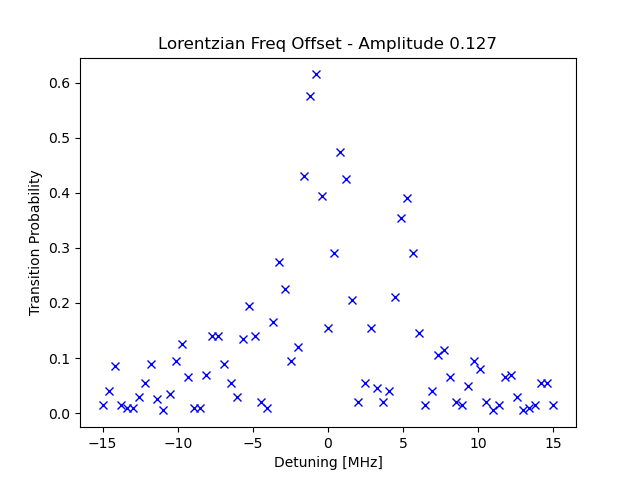 Lorentzian Freq Offset - Amplitude 0.127
0.6
0.5
0.4
0.3
0.2
0.1
0.0
Transition Probability
−15 −10 −5 0 5 10 15
Detuning [MHz]